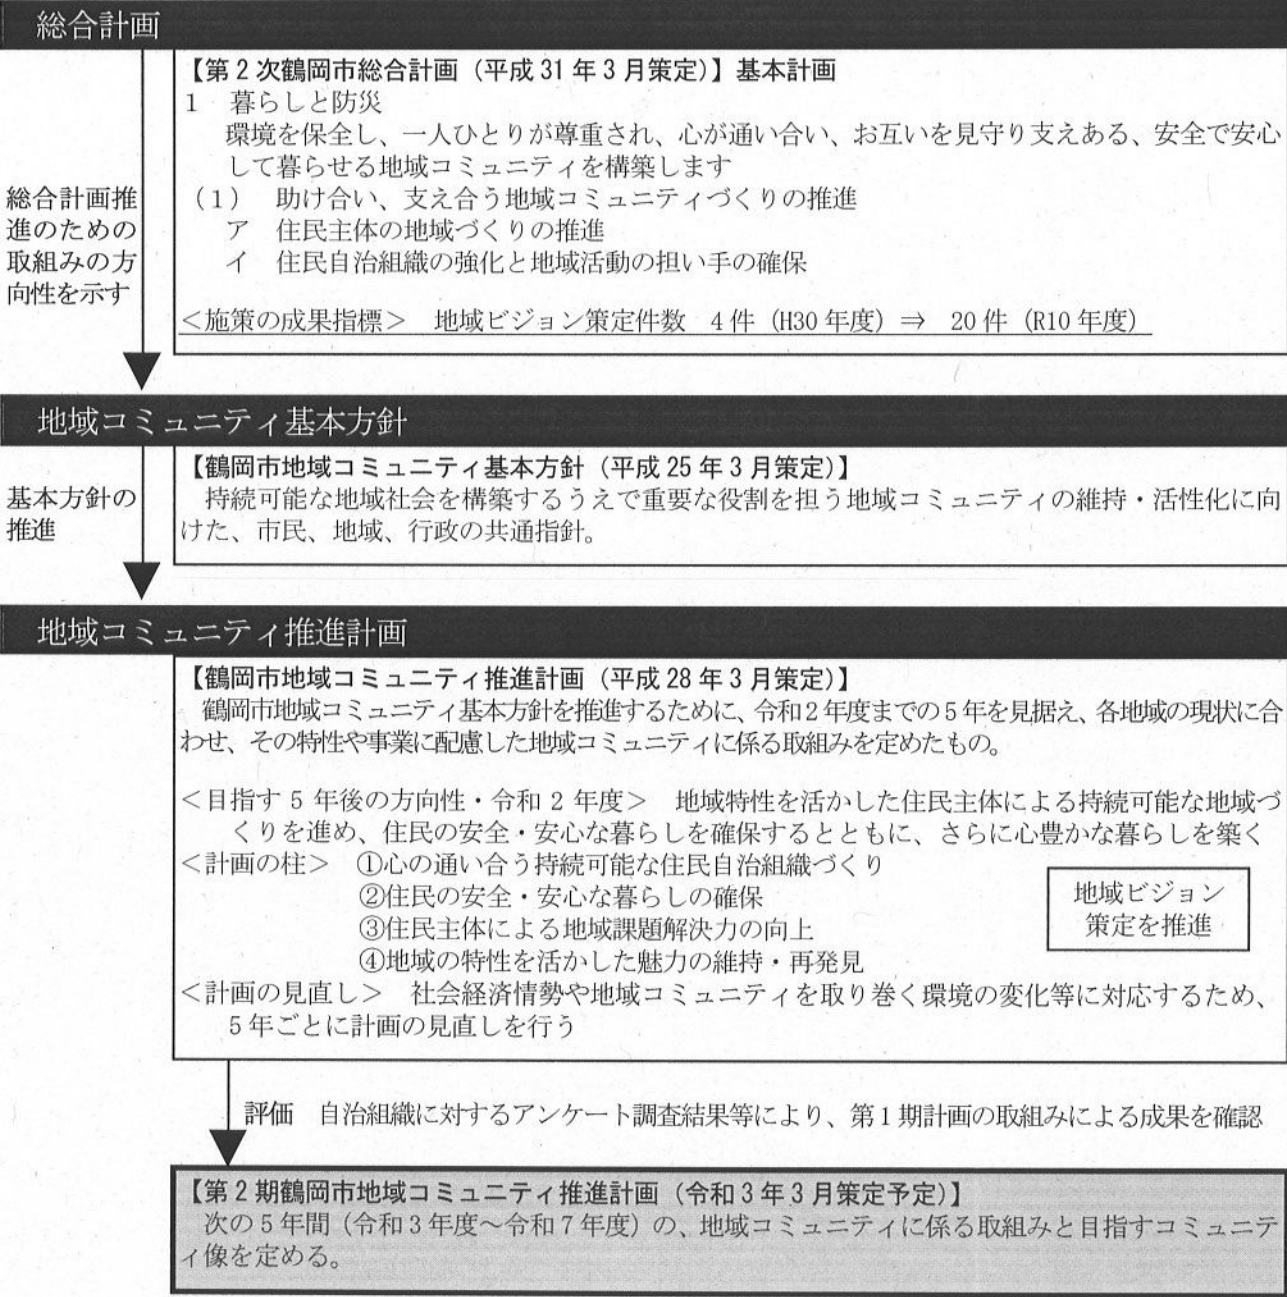 総合計画
総合計画推
進のための
取組みの方
向性を示す
【第2次鶴岡市総合計画（平成31年3月策定）】基本計画
1 暮らしと防災
環境を保全し、一人ひとりが尊重され、心が通い合い、お互いを見守り支えある、安全で安心
して暮らせる地域コミュニティを構築します
（1） 助け合い、支え合う地域コミュニティづくりの推進
ア 住民主体の地域づくりの推進
イ 住民自治組織の強化と地域活動の担い手の確保
＜施策の成果指標＞ 地域ビジョン策定件数 4件（H30年度）⇒ 20件（R10年度）
地域コミュニティ基本方針
基本方針の
推進
【鶴岡市地域コミュニティ基本方針（平成25年3月策定）】
持続可能な地域社会を構築するうえで重要な役割を担う地域コミュニティの維持・活性化に向
けた、市民、地域、行政の共通指針。
地域コミュニティ推進計画
【鶴岡市地域コミュニティ推進計画（平成28年3月策定）】
鶴岡市地域コミュニティ基本方針を推進するために、令和2年度までの5年を見据え、各地域の現状に合
わせ、その特性や事業に配慮した地域コミュニティに係る取組みを定めたもの。
＜目指す5年後の方向性・令和2年度＞ 地域特性を活かした住民主体による持続可能な地域づ
くりを進め、住民の安全・安心な暮らしを確保するとともに、さらに心豊かな暮らしを築く
＜計画の柱＞ ①心の通い合う持続可能な住民自治組織づくり
②住民の安全・安心な暮らしの確保
③住民主体による地域課題解決力の向上
④地域の特性を活かした魅力の維持・再発見
地域ビジョン
策定を推進
＜計画の見直し＞ 社会経済情勢や地域コミュニティを取り巻く環境の変化等に対応するため、
5年ごとに計画の見直しを行う
評価 自治組織に対するアンケート調査結果等により、第1期計画の取組みによる成果を確認
【第2期鶴岡市地域コミュニティ推進計画（令和3年3月策定予定）】
次の5年間（令和3年度～令和7年度）の、地域コミュニティに係る取組みと目指すコミュニテ
ィ像を定める。